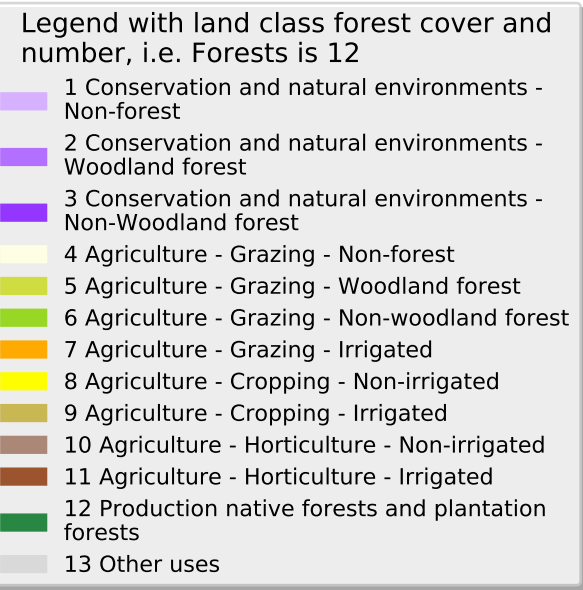 Legend with land class forest cover and
number, i.e. Forests is 12
1 Conservation and natural environments -
Non-forest
2 Conservation and natural environments -
Woodland forest
3 Conservation and natural environments -
Non-Woodland forest
4 Agriculture - Grazing - Non-forest
5 Agriculture - Grazing - Woodland forest
6 Agriculture - Grazing - Non-woodland forest
7 Agriculture - Grazing - Irrigated
8 Agriculture - Cropping - Non-irrigated
9 Agriculture - Cropping - Irrigated
10 Agriculture - Horticulture - Non-irrigated
11 Agriculture - Horticulture - Irrigated
12 Production native forests and plantation
forests
13 Other uses